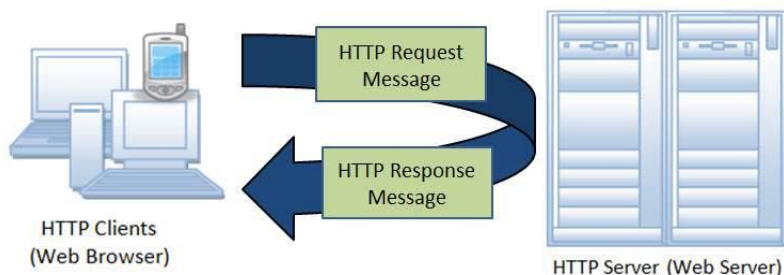 HTTP Request
Message
HTTP Response
Message
HTTP Clients
(Web Browser)
HTTP Server (Web Server)